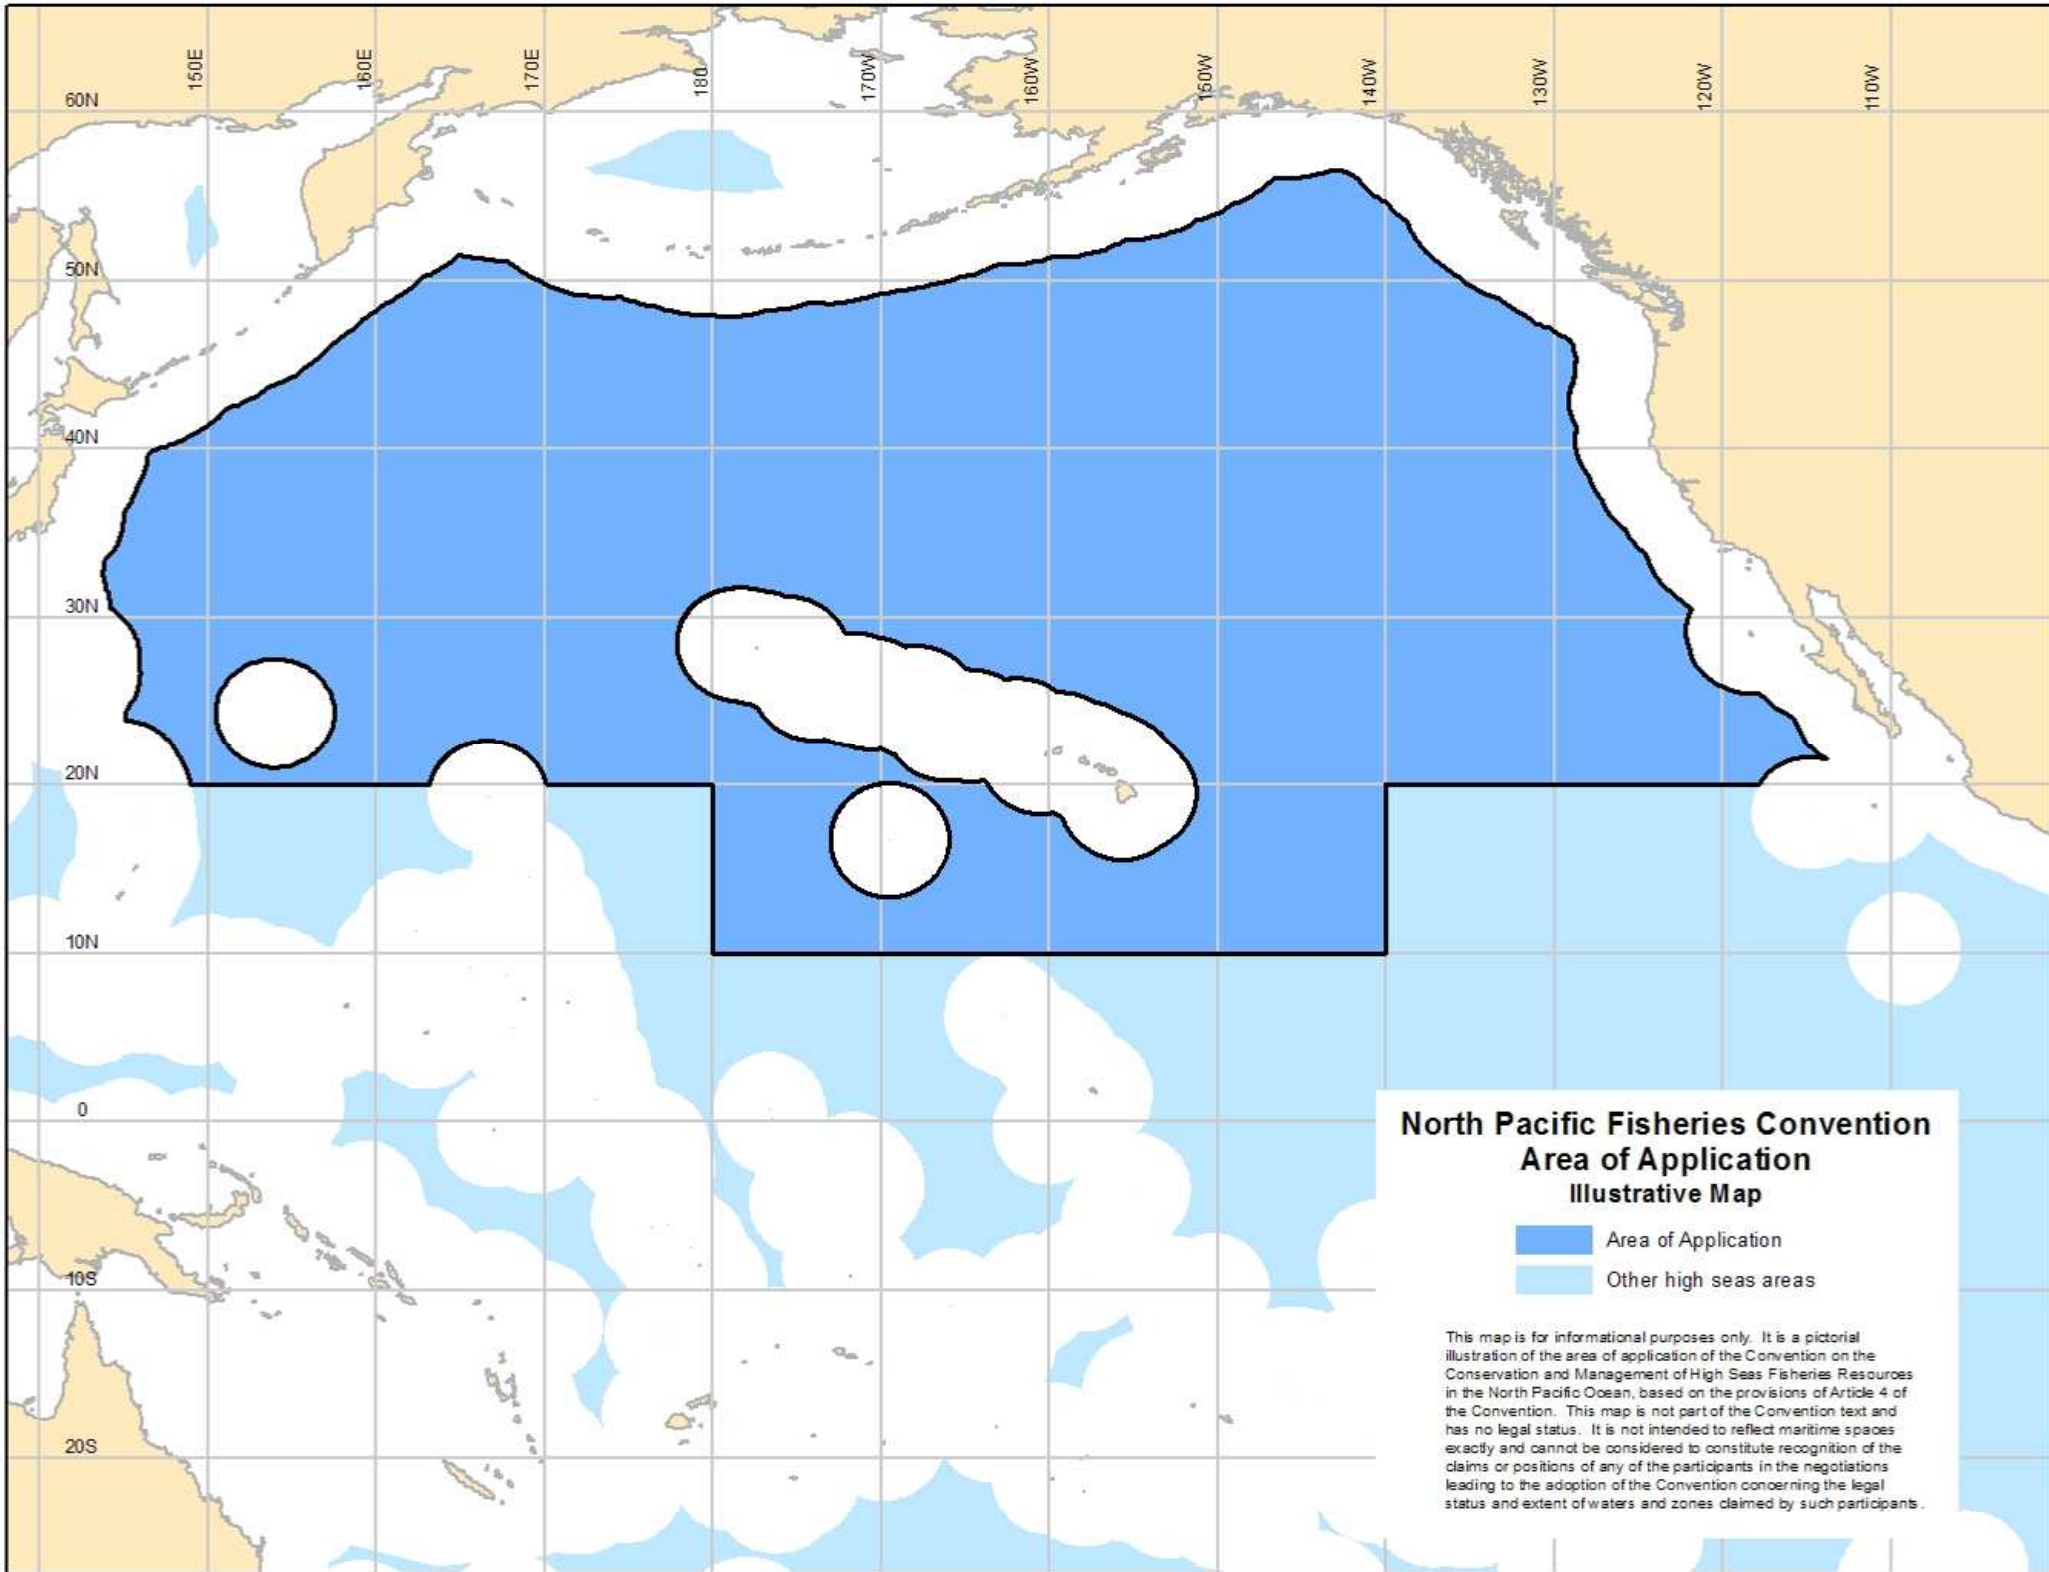 150E 160E 170E 180 170W 160W 150W 140W 130W 120W 110W
60N
50N
40N
30N
20N
10N
0
10S
20S
North Pacific Fisheries Convention
Area of Application
Illustrative Map
Area of Application
Other high seas areas
This map is for informational purposes only. It is a pictorial
illustration of the area of application of the Convention on the
Conservation and Management of High Seas Fisheries Resources
in the North Pacific Ocean, based on the provisions of Article 4 of
the Convention. This map is not part of the Convention text and
has no legal status. It is not intended to reflect maritime spaces
exactly and cannot be considered to constitute recognition of the
claims or positions of any of the participants in the negotiations
leading to the adoption of the Convention concerning the legal
status and extent of waters and zones claimed by such participants.